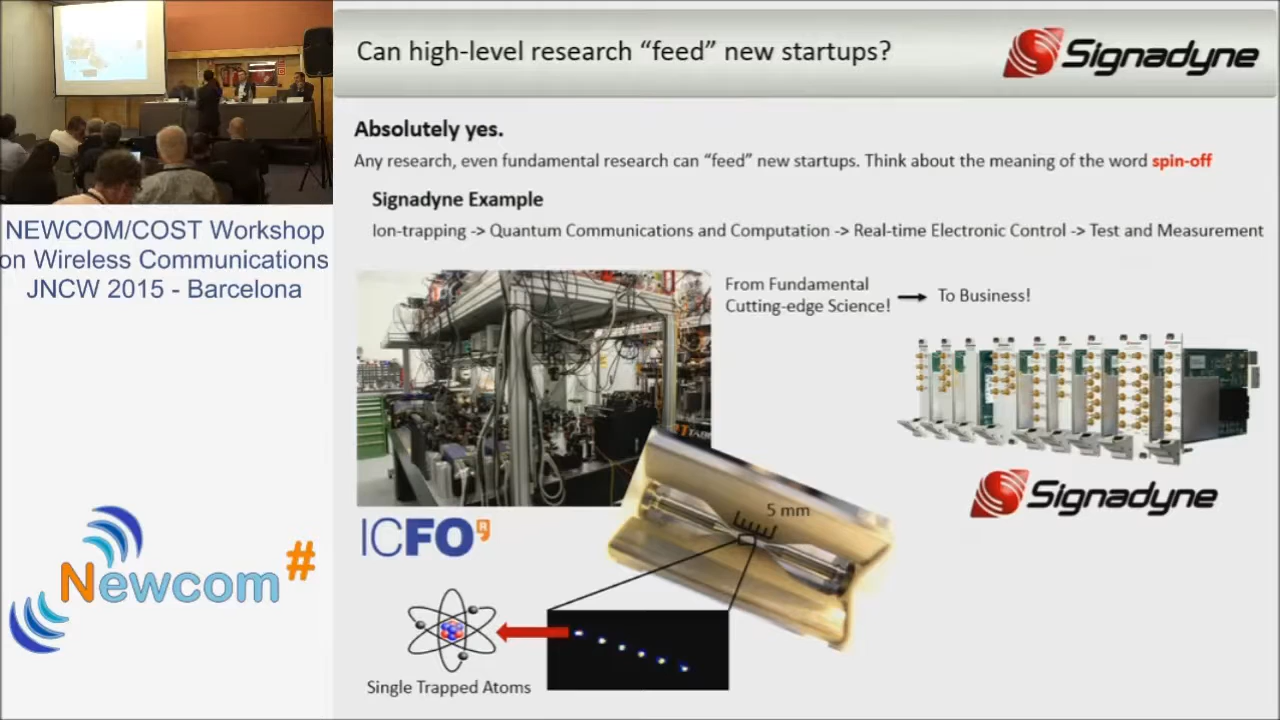 Can high-level research “feed” new startups?
Signadyne
Absolutely yes.
Any research, even fundamental research can “feed” new startups. Think about the meaning of the word spin-off
Signadyne Example
Ion-trapping -> Quantum Communications and Computation -> Real-time Electronic Control -> Test and Measurement
NEWCOM/COST Workshop
on Wireless Communications
JNCW 2015 - Barcelona
From Fundamental
Cutting-edge Science!
To Business!
5 mm
Signadyne
ICFO R
Newcom#
Single Trapped Atoms